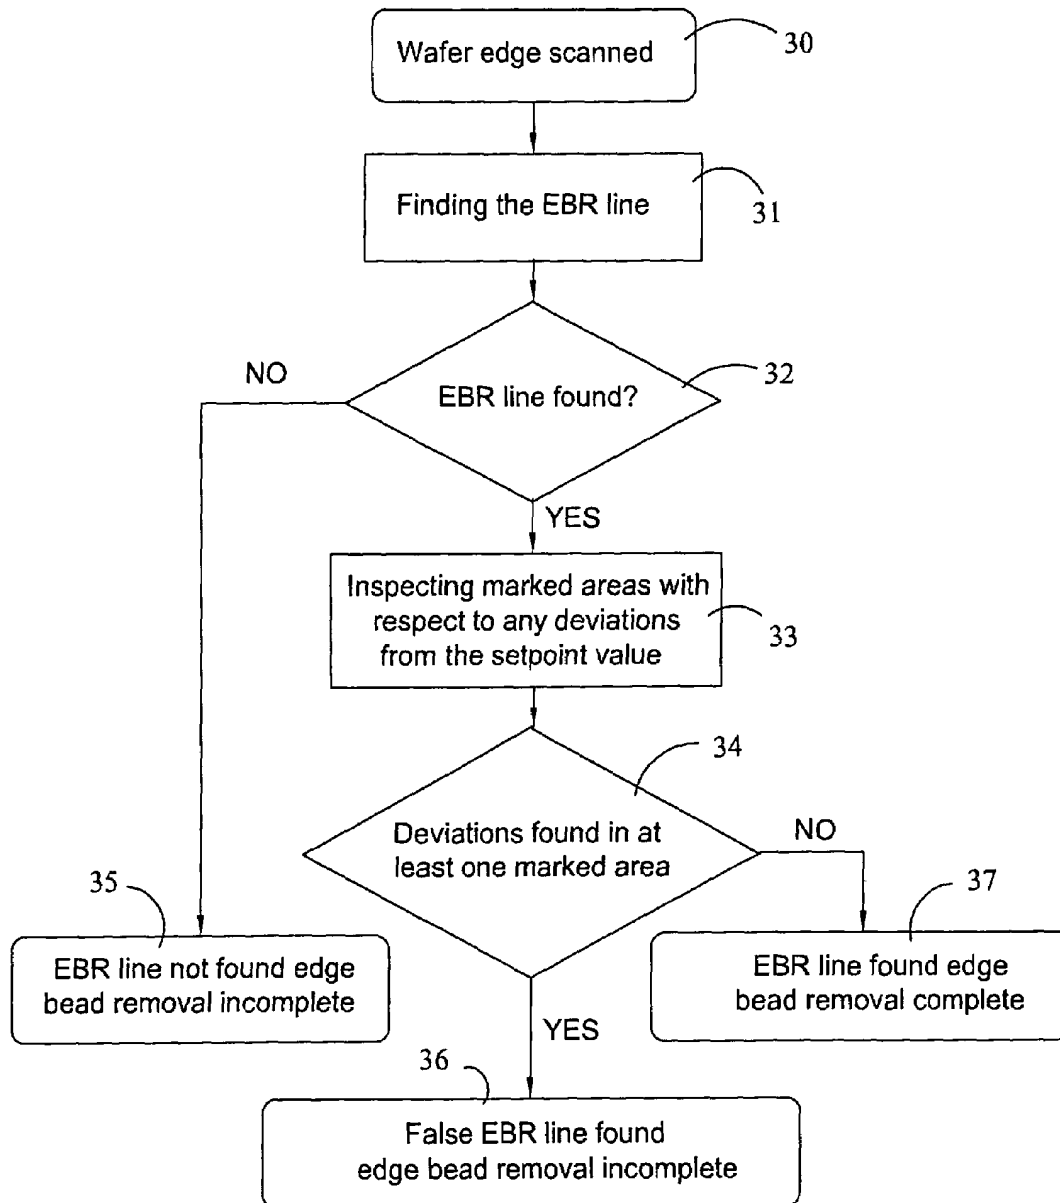 Wafer edge scanned
30
Finding the EBR line
31
EBR line found?
32
NO
YES
Inspecting marked areas with
respect to any deviations
from the setpoint value
33
Deviations found in at
least one marked area
34
NO
35
EBR line not found edge
bead removal incomplete
37
EBR line found edge
bead removal complete
YES
36
False EBR line found
edge bead removal incomplete